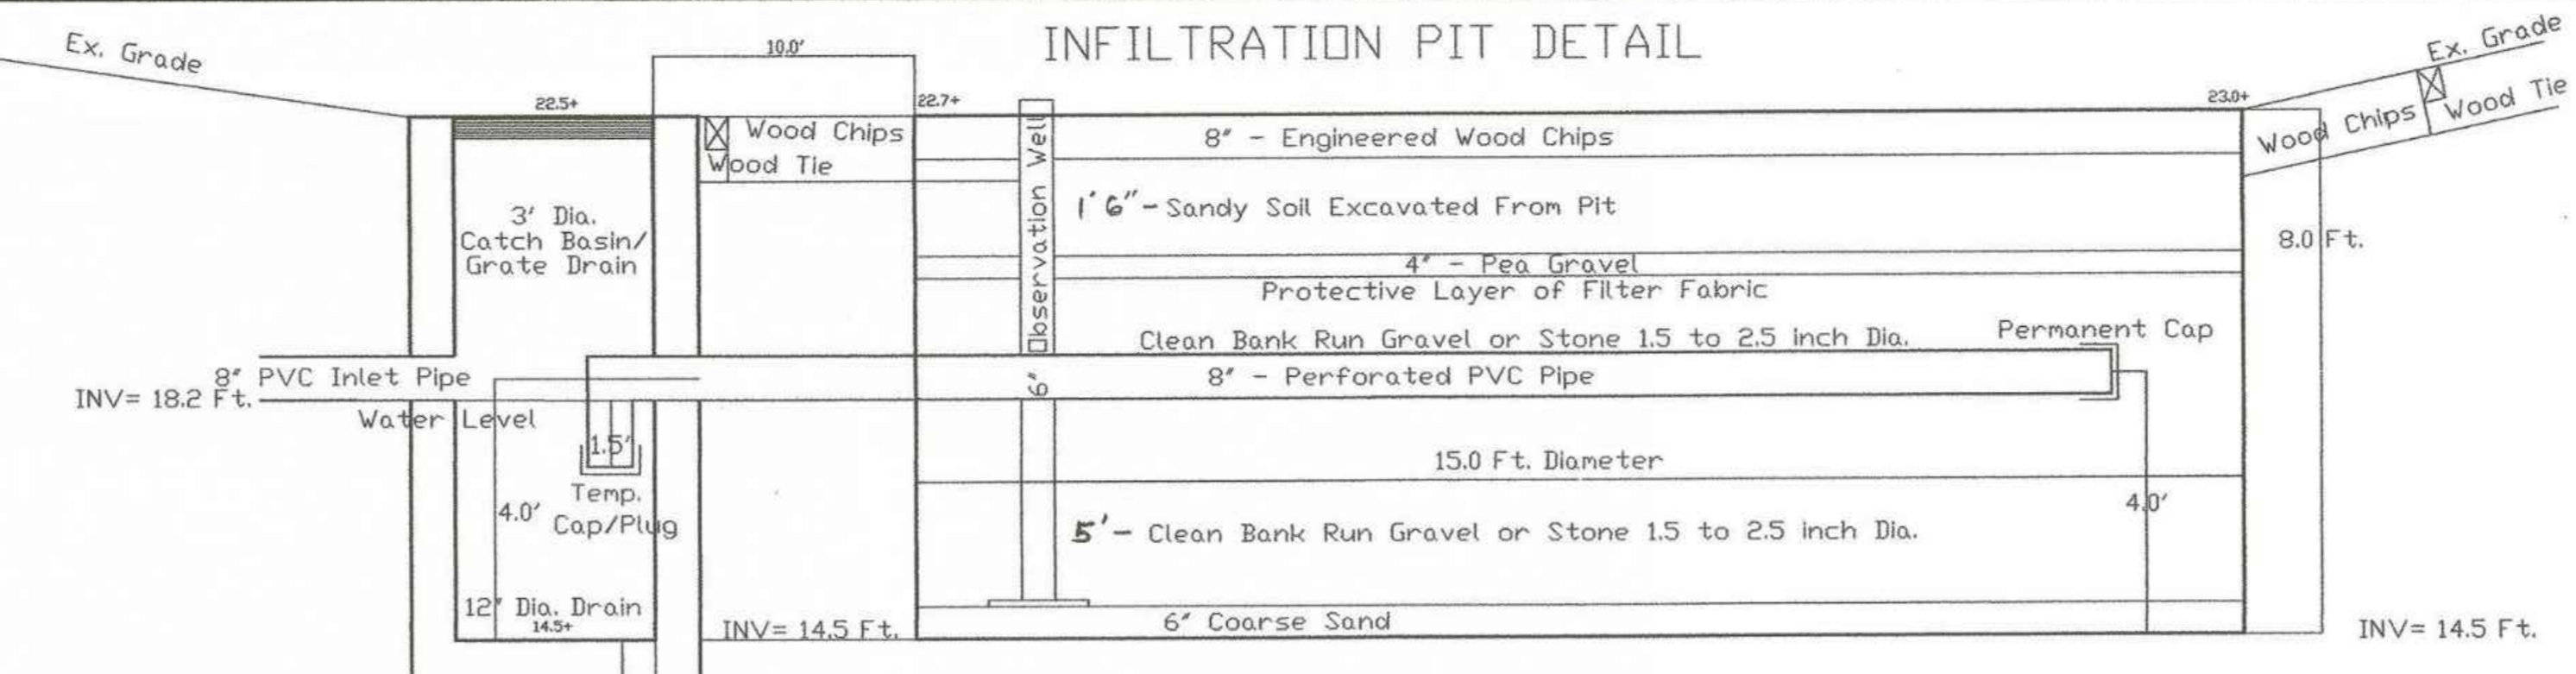 INFILTRATION PIT DETAIL
Ex. Grade
10.0'
Ex. Grade
22.5+
22.7+
23.0+
Wood Chips
Wood Tie
Observation Well
8" - Engineered Wood Chips
Wood Chips
Wood Tie
3' Dia.
Catch Basin/
Grate Drain
1'6" - Sandy Soil Excavated From Pit
8.0 Ft.
4" - Pea Gravel
Protective Layer of Filter Fabric
Clean Bank Run Gravel or Stone 1.5 to 2.5 inch Dia.
Permanent Cap
8" PVC Inlet Pipe
6"
8" - Perforated PVC Pipe
INV= 18.2 Ft.
Water Level
1.5'
15.0 Ft. Diameter
Temp.
Cap/Plug
4.0'
4.0'
5' - Clean Bank Run Gravel or Stone 1.5 to 2.5 inch Dia.
12" Dia. Drain
14.5+
INV= 14.5 Ft.
6" Coarse Sand
INV= 14.5 Ft.